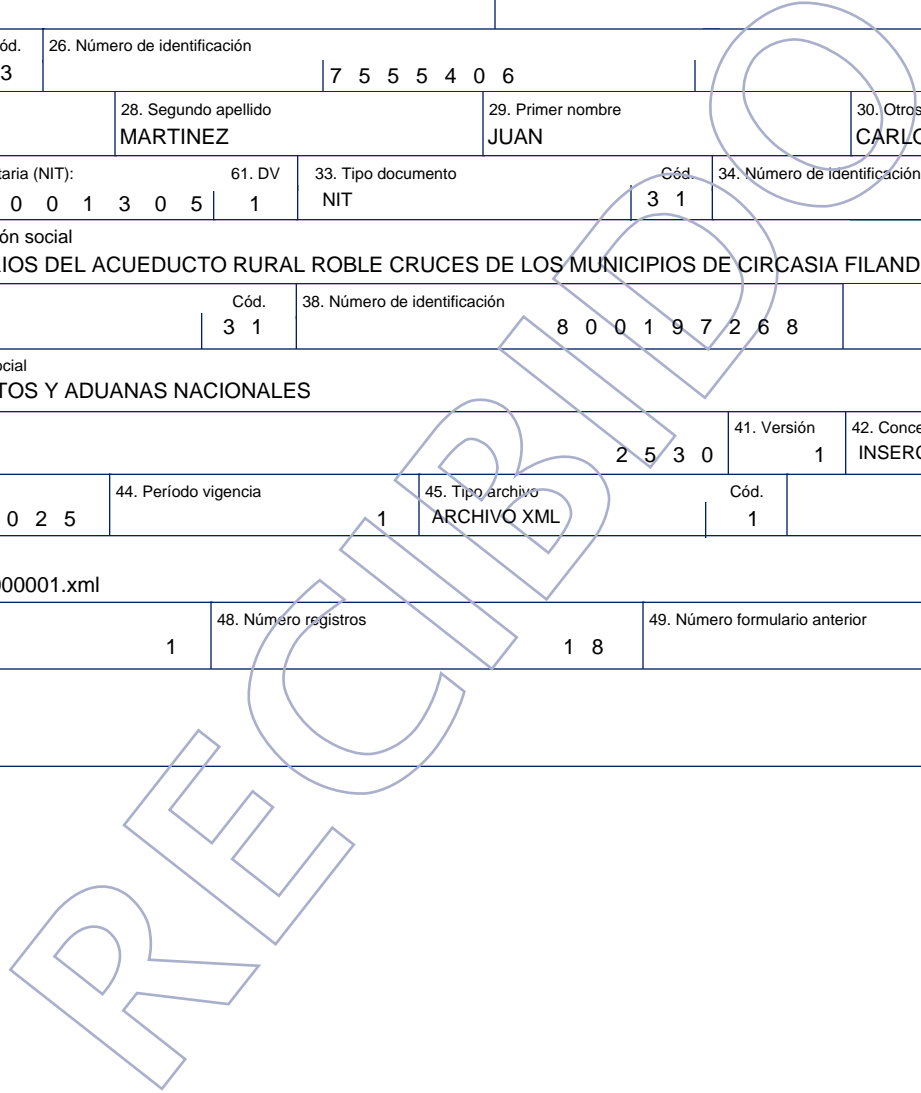 ód. 26. Número de identificación
3 7 5 5 5 4 0 6
28. Segundo apellido 29. Primer nombre 30. Otros
MARTINEZ JUAN CARLO
taria (NIT): 61. DV 33. Tipo documento Cód. 34. Número de identificación
0 0 1 3 0 5 1 NIT 3 1
ón social
IOS DEL ACUEDUCTO RURAL ROBLE CRUCES DE LOS MUNICIPIOS DE CIRCASIA FILAND
Cód. 38. Número de identificación
3 1 8 0 0 1 9 7 2 6 8
ocial
TOS Y ADUANAS NACIONALES
41. Versión 42. Conce
2 5 3 0 1 INSERC
44. Período vigencia 45. Tipo archivo Cód.
0 2 5 1 ARCHIVO XML 1
000001.xml
48. Número registros 49. Número formulario anterior
1 1 8
RECIBIDO